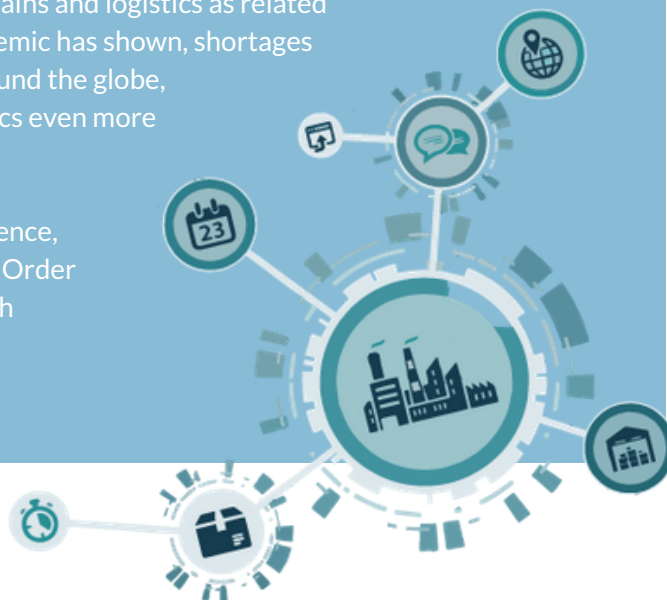 ains and logistics as related
emic has shown, shortages
und the globe,
cs even more
ence,
Order
h
23